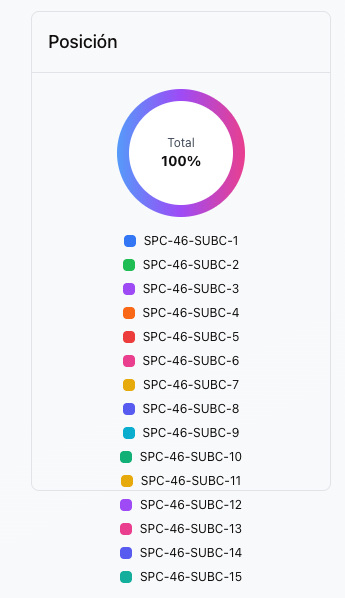 Posición
Total
100%
SPC-46-SUBC-1
SPC-46-SUBC-2
SPC-46-SUBC-3
SPC-46-SUBC-4
SPC-46-SUBC-5
SPC-46-SUBC-6
SPC-46-SUBC-7
SPC-46-SUBC-8
SPC-46-SUBC-9
SPC-46-SUBC-10
SPC-46-SUBC-11
SPC-46-SUBC-12
SPC-46-SUBC-13
SPC-46-SUBC-14
SPC-46-SUBC-15